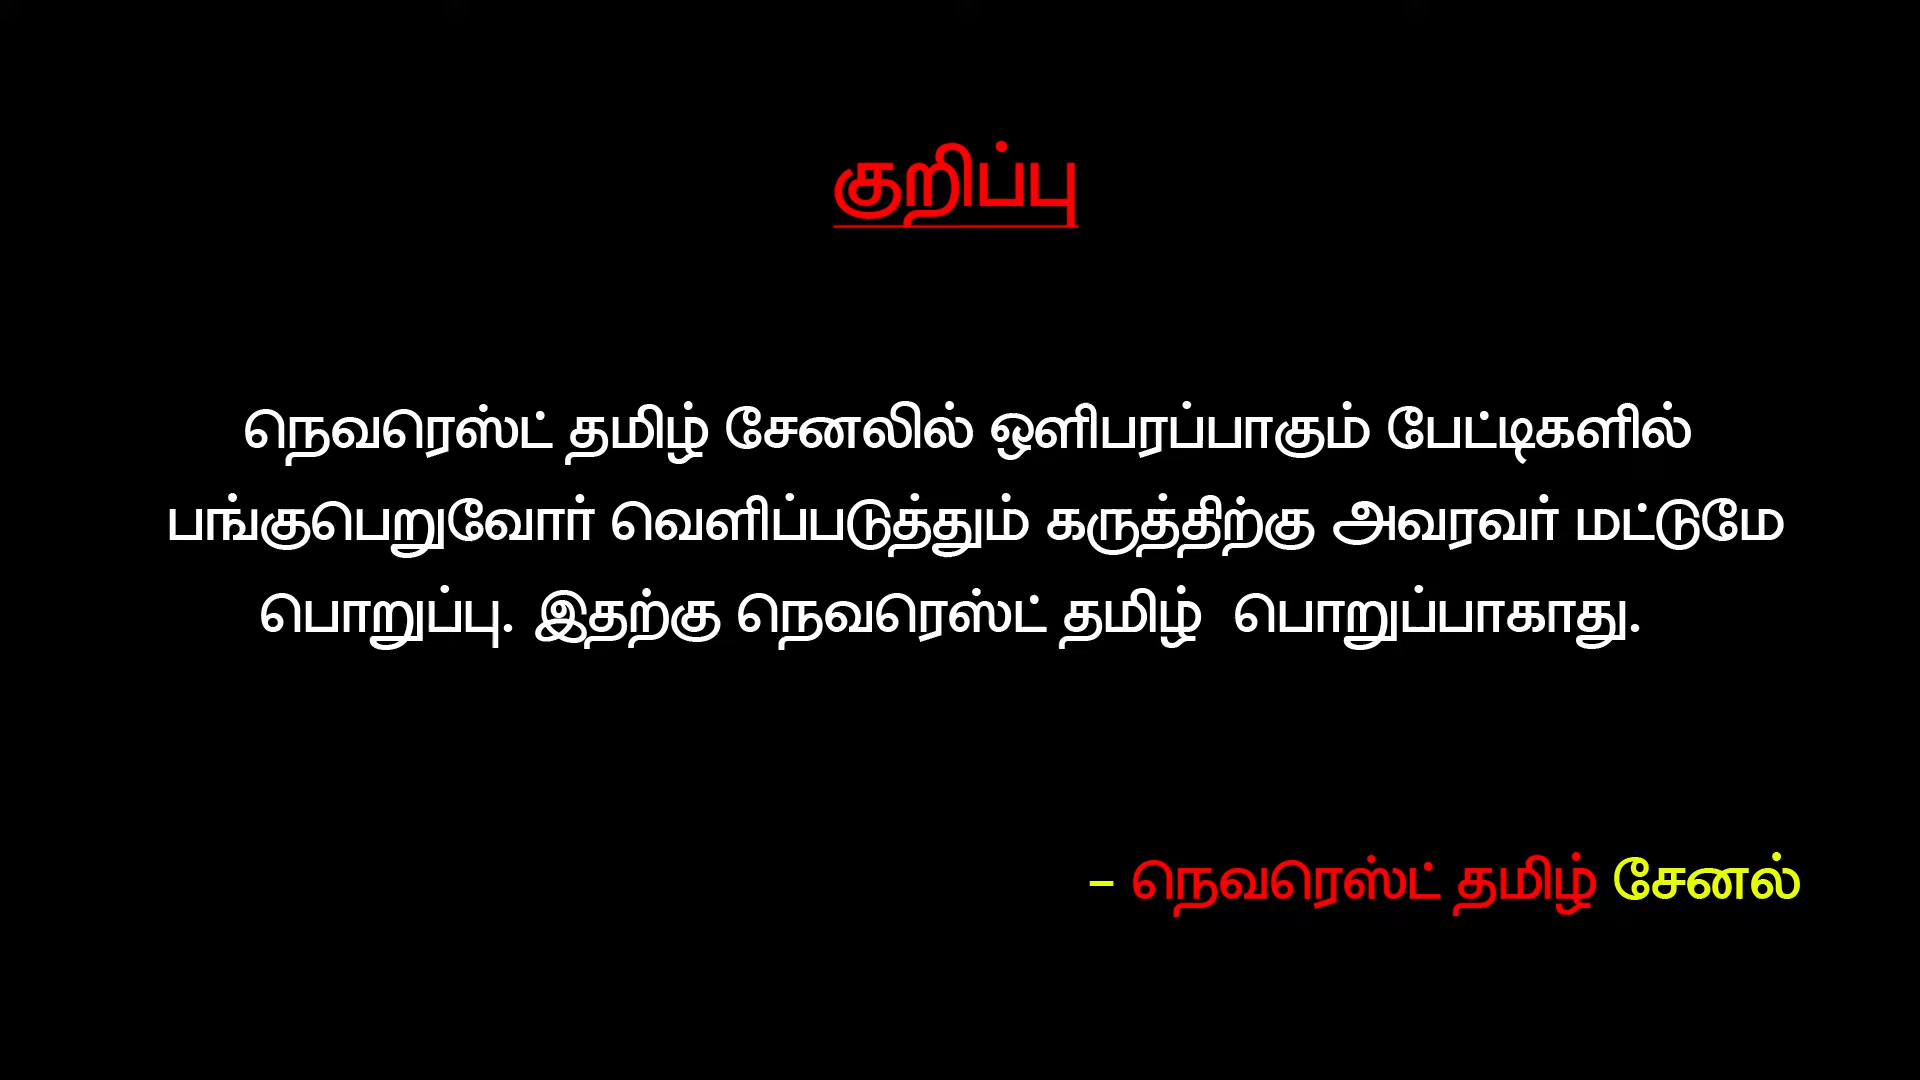 குறிப்பு
நெவரெஸ்ட் தமிழ் சேனலில் ஒளிபரப்பாகும் பேட்டிகளில்
பங்குபெறுவோர் வெளிப்படுத்தும் கருத்திற்கு அவரவர் மட்டுமே
பொறுப்பு. இதற்கு நெவரெஸ்ட் தமிழ்  பொறுப்பாகாது.
– நெவரெஸ்ட் தமிழ் சேனல்